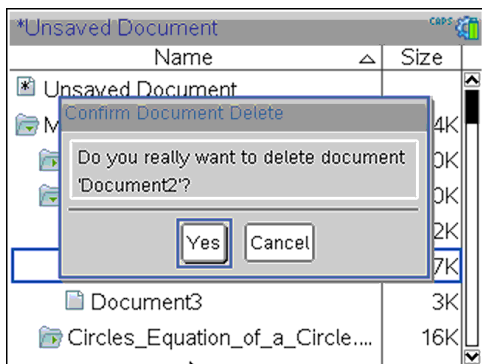 *Unsaved Document
CAPS
Name Size
Unsaved Document
M 4K
Confirm Document Delete
0K
Do you really want to delete document
'Document2'?
0K
2K
Yes Cancel
7K
Document3 3K
Circles_Equation_of_a_Circle.... 16K